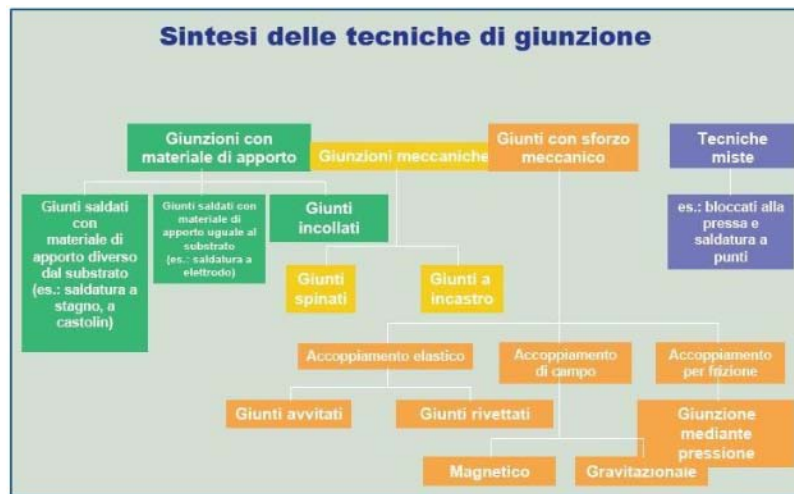 Sintesi delle tecniche di giunzione
Giunzioni con
materiale di apporto
Giunzioni meccaniche
Giunti con sforzo
meccanico
Tecniche
miste
Giunti saldati
con
materiale di
apporto diverso
dal substrato
(es.: saldatura a
stagno, a
castolin)
Giunti saldati con
materiale di
apporto uguale al
substrato
(es.: saldatura a
elettrodo)
Giunti
incollati
es.: bloccati alla
pressa e
saldatura a
punti
Giunti
spinati
Giunti a
incastro
Accoppiamento elastico
Accoppiamento
di campo
Accoppiamento
per frizione
Giunti avvitati
Giunti rivettati
Giunzione
mediante
pressione
Magnetico
Gravitazionale